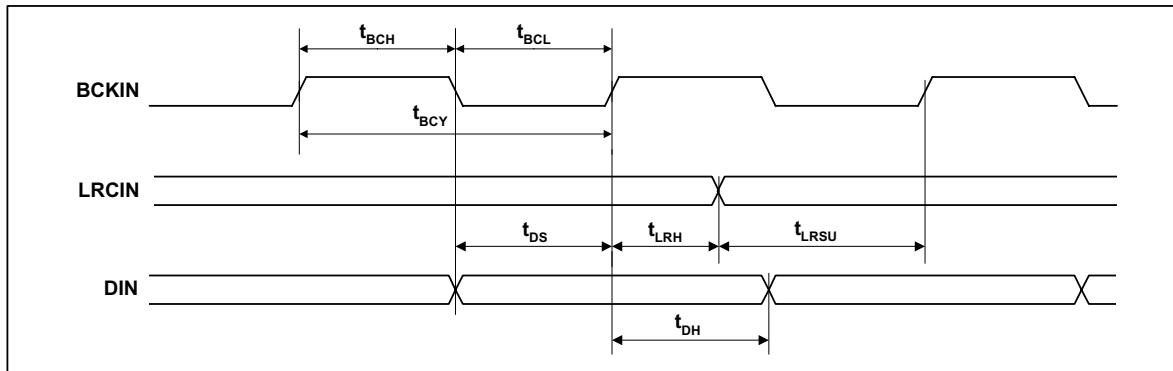 tBCH tBCL
BCKIN
tBCY
LRCIN
tDS tLRH tLRSU
DIN
tDH